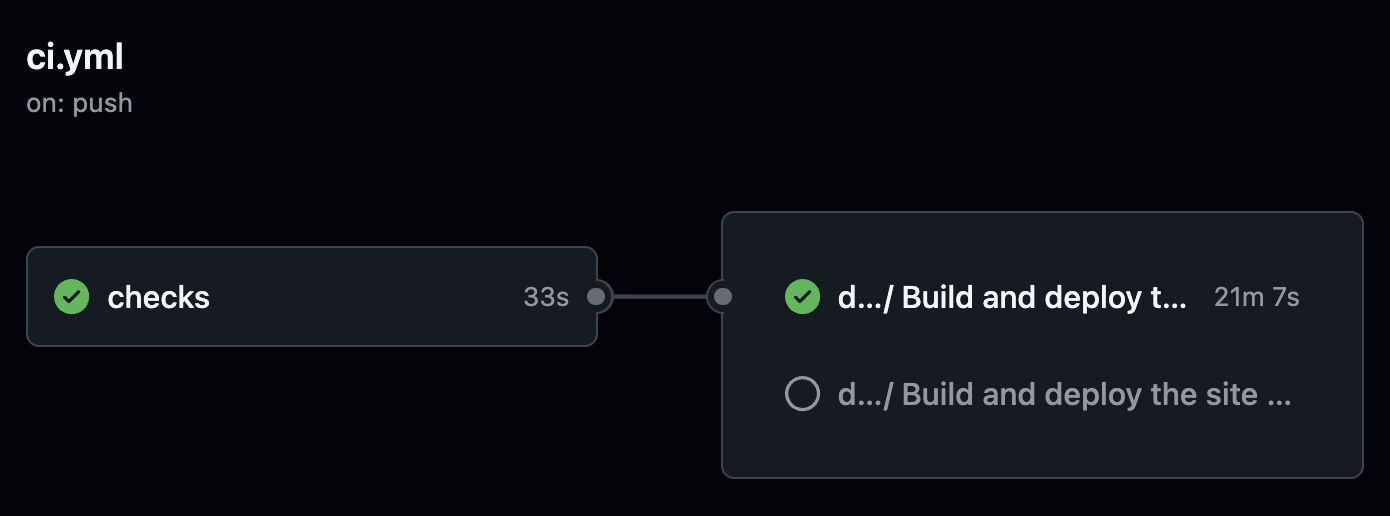 ci.yml
on: push
checks 33s
d.../ Build and deploy t... 21m 7s
d.../ Build and deploy the site ...